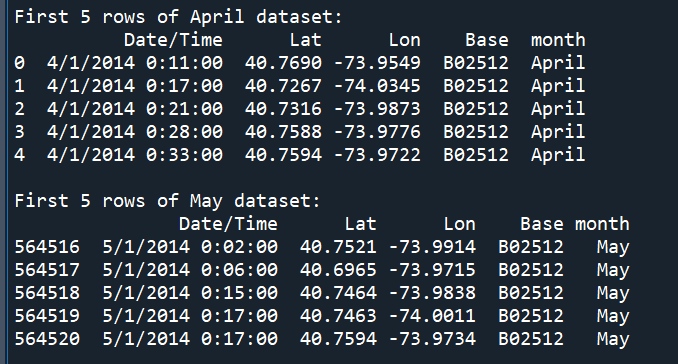 First 5 rows of April dataset:
Date/Time Lat Lon Base month
0 4/1/2014 0:11:00 40.7690 -73.9549 B02512 April
1 4/1/2014 0:17:00 40.7267 -74.0345 B02512 April
2 4/1/2014 0:21:00 40.7316 -73.9873 B02512 April
3 4/1/2014 0:28:00 40.7588 -73.9776 B02512 April
4 4/1/2014 0:33:00 40.7594 -73.9722 B02512 April
First 5 rows of May dataset:
Date/Time Lat Lon Base month
564516 5/1/2014 0:02:00 40.7521 -73.9914 B02512 May
564517 5/1/2014 0:06:00 40.6965 -73.9715 B02512 May
564518 5/1/2014 0:15:00 40.7464 -73.9838 B02512 May
564519 5/1/2014 0:17:00 40.7463 -74.0011 B02512 May
564520 5/1/2014 0:17:00 40.7594 -73.9734 B02512 May